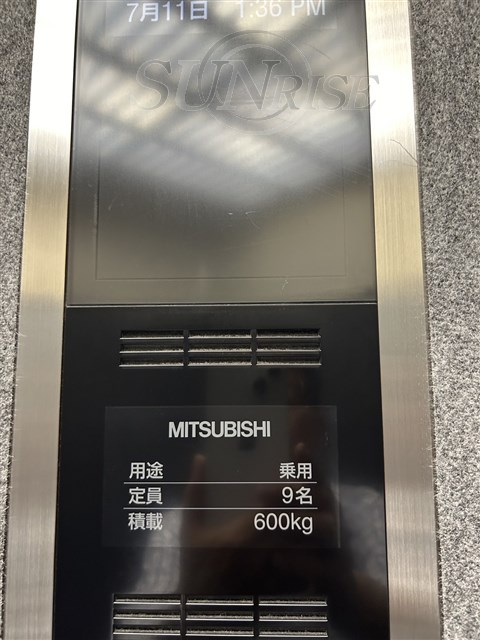 7月11日 1:36 PM
SUNRISE
MITSUBISHI
用途 乗用
定員 9名
積載 600kg